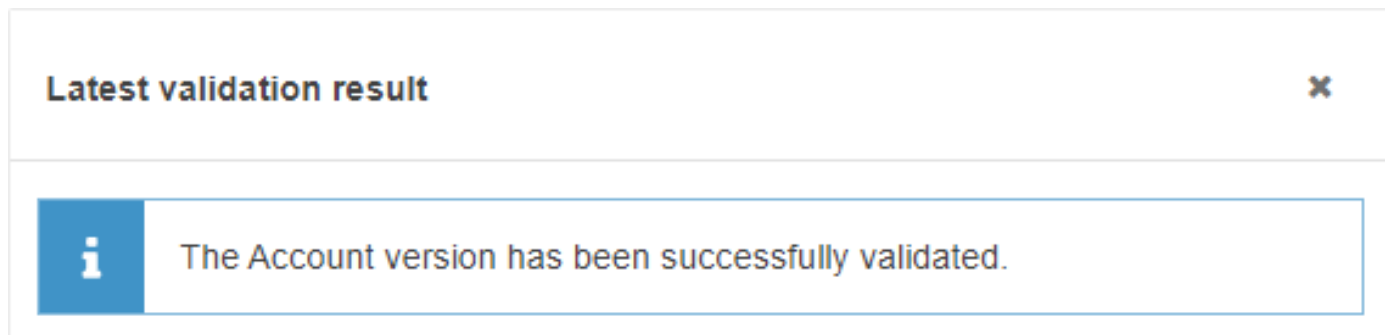 Latest validation result
The Account version has been successfully validated.